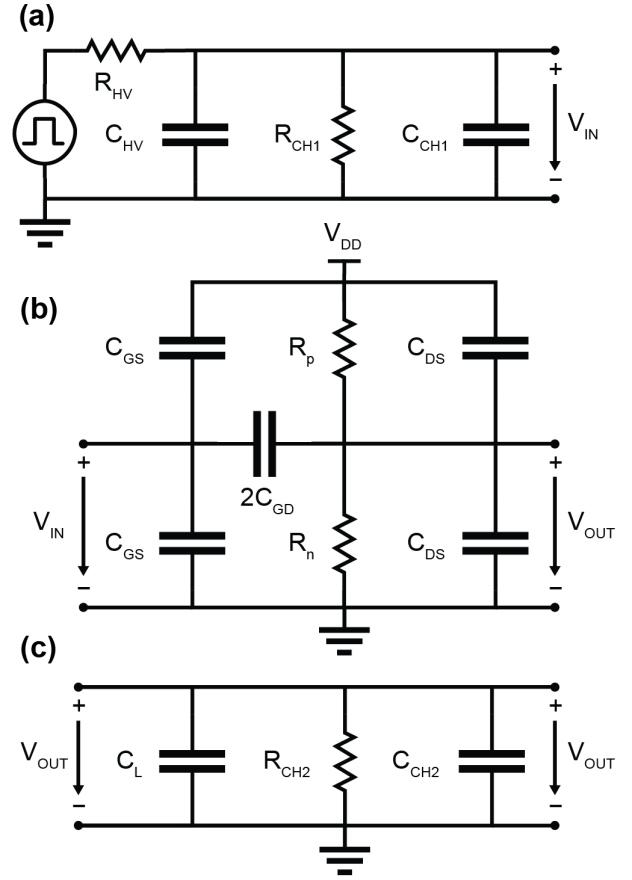 (a)
R_HV
C_HV
R_CH1
C_CH1
+
V_IN
−
V_DD
(b)
C_GS
R_p
C_DS
+
+
2C_GD
V_IN
C_GS
R_n
C_DS
V_OUT
−
−
(c)
+
+
V_OUT
C_L
R_CH2
C_CH2
V_OUT
−
−